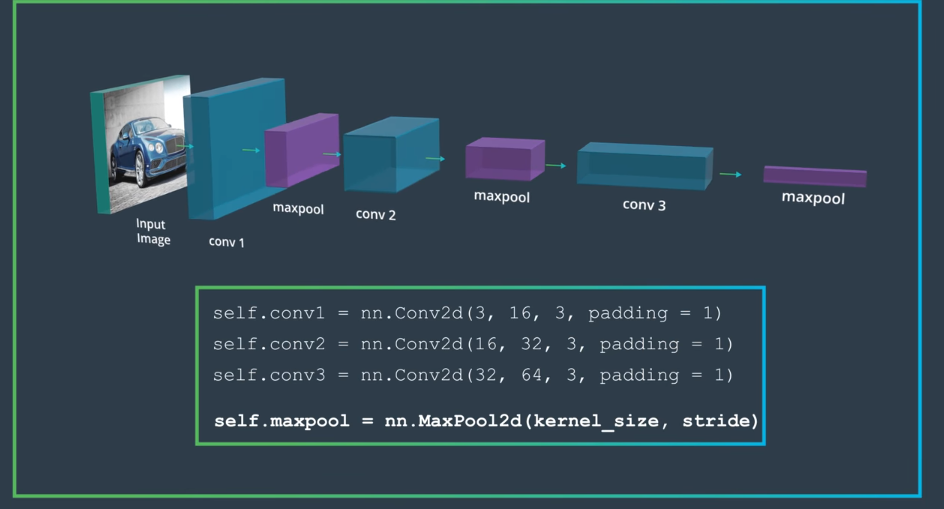 Input
Image
conv 1
maxpool
conv 2
maxpool
conv 3
maxpool
self.conv1 = nn.Conv2d(3, 16, 3, padding = 1)
self.conv2 = nn.Conv2d(16, 32, 3, padding = 1)
self.conv3 = nn.Conv2d(32, 64, 3, padding = 1)
self.maxpool = nn.MaxPool2d(kernel_size, stride)